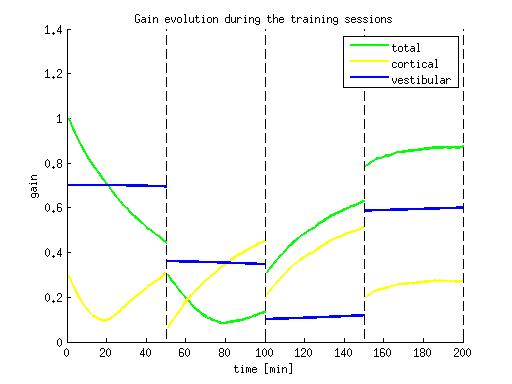 Gain evolution during the training sessions
1.4
1.2
1
0.8
0.6
0.4
0.2
0
gain
total
cortical
vestibular
0 20 40 60 80 100 120 140 160 180 200
time [min]